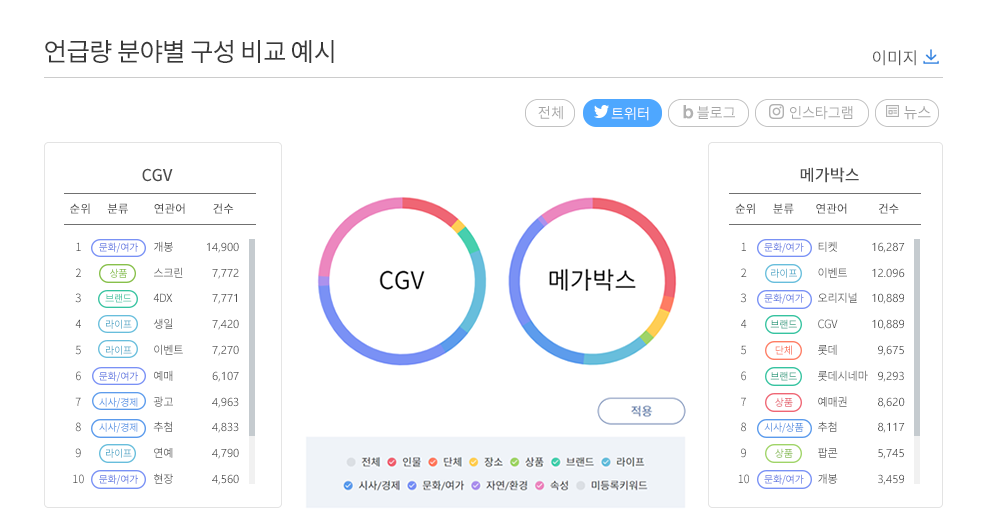 언급량 분야별 구성 비교 예시
이미지
전체 트위터 b 블로그 인스타그램 뉴스
CGV
순위 분류 연관어 건수
1 문화/여가 개봉 14,900
2 상품 스크린 7,772
3 브랜드 4DX 7,771
4 라이프 생일 7,420
5 라이프 이벤트 7,270
6 문화/여가 예매 6,107
7 시사/경제 광고 4,963
8 시사/경제 추첨 4,833
9 라이프 연예 4,790
10 문화/여가 현장 4,560
CGV
메가박스
적용
전체 인물 단체 장소 상품 브랜드 라이프
시사/경제 문화/여가 자연/환경 속성 미등록키워드
메가박스
순위 분류 연관어 건수
1 문화/여가 티켓 16,287
2 라이프 이벤트 12.096
3 문화/여가 오리지널 10,889
4 브랜드 CGV 10,889
5 단체 롯데 9,675
6 브랜드 롯데시네마 9,293
7 상품 예매권 8,620
8 시사/상품 추첨 8,117
9 상품 팝콘 5,745
10 문화/여가 개봉 3,459